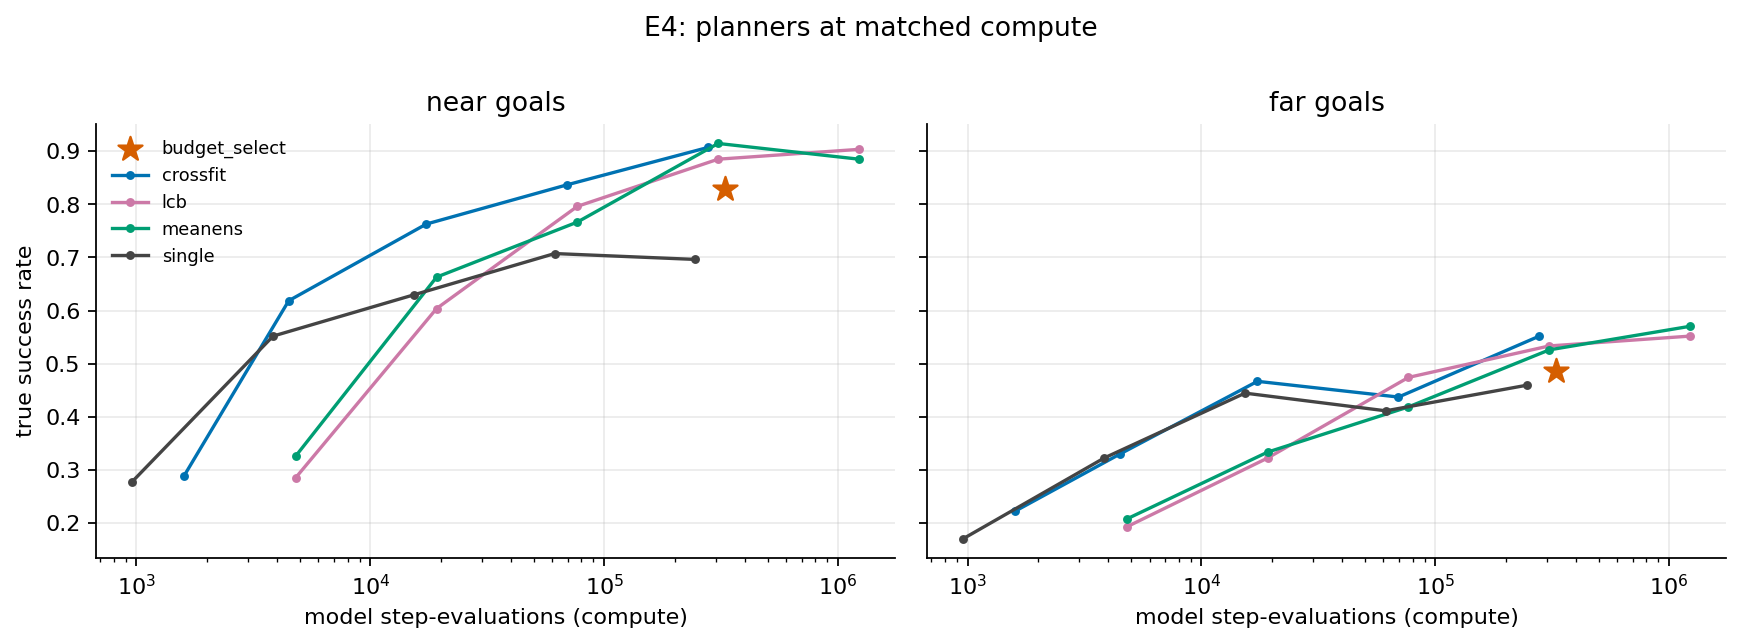 E4: planners at matched compute
near goals
far goals
true success rate
0.9
0.8
0.7
0.6
0.5
0.4
0.3
0.2
budget_select
crossfit
lcb
meanens
single
10³
10⁴
10⁵
10⁶
10³
10⁴
10⁵
10⁶
model step-evaluations (compute)
model step-evaluations (compute)